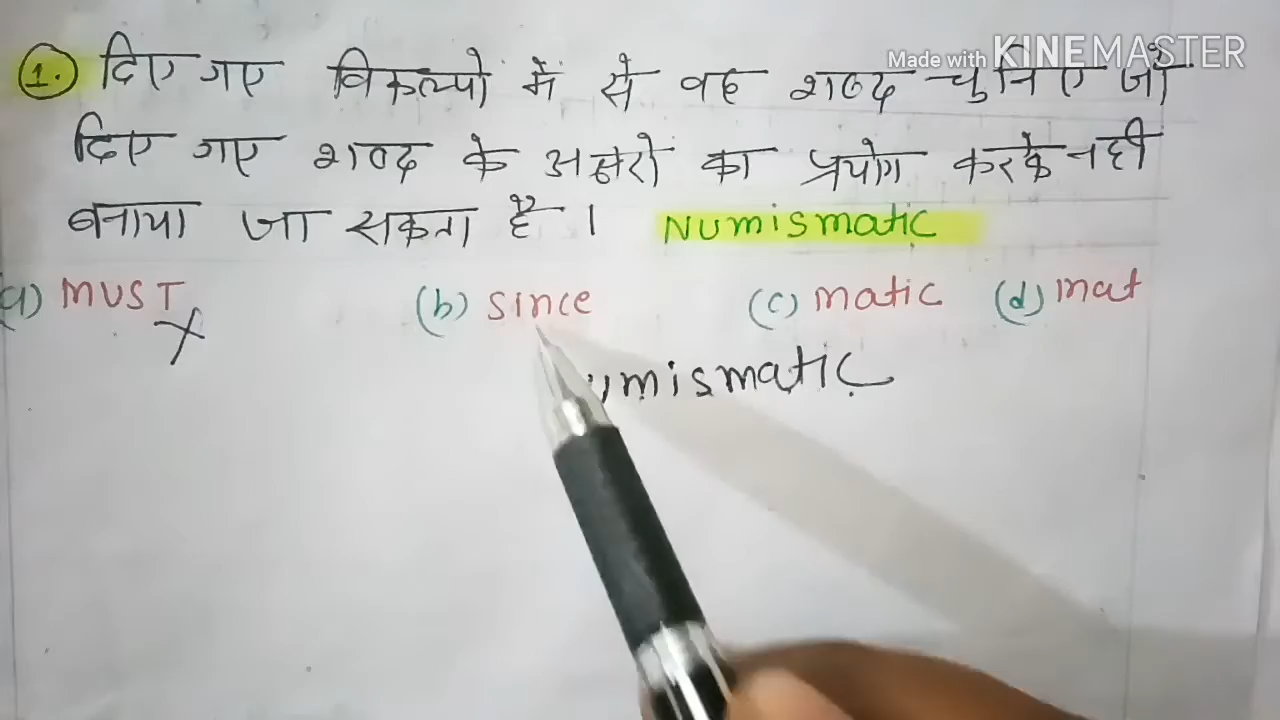 Made with KINEMASTER
1. दिए गए विकल्पो में से वह शब्द चुनिए जो
दिए गए शब्द के अक्षरो का प्रयोग करके नही
बनाया जा सकता है । Numismatic
(a) MUST (b) since (c) matic (d) mat
umismatic